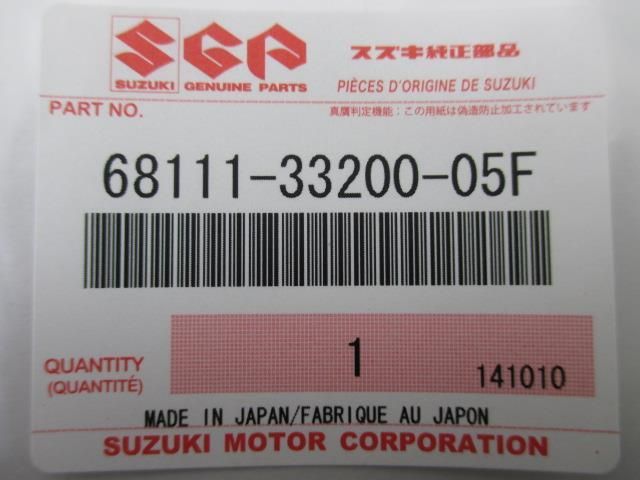 SGP スズキ純正部品
SUZUKI GENUINE PARTS PIÈCES D'ORIGINE DE SUZUKI
PART NO. 真贋判定機能:この用紙は偽造防止加工されています
68111-33200-05F
QUANTITY 1 141010
(QUANTITÉ)
MADE IN JAPAN/FABRIQUE AU JAPON
SUZUKI MOTOR CORPORATION